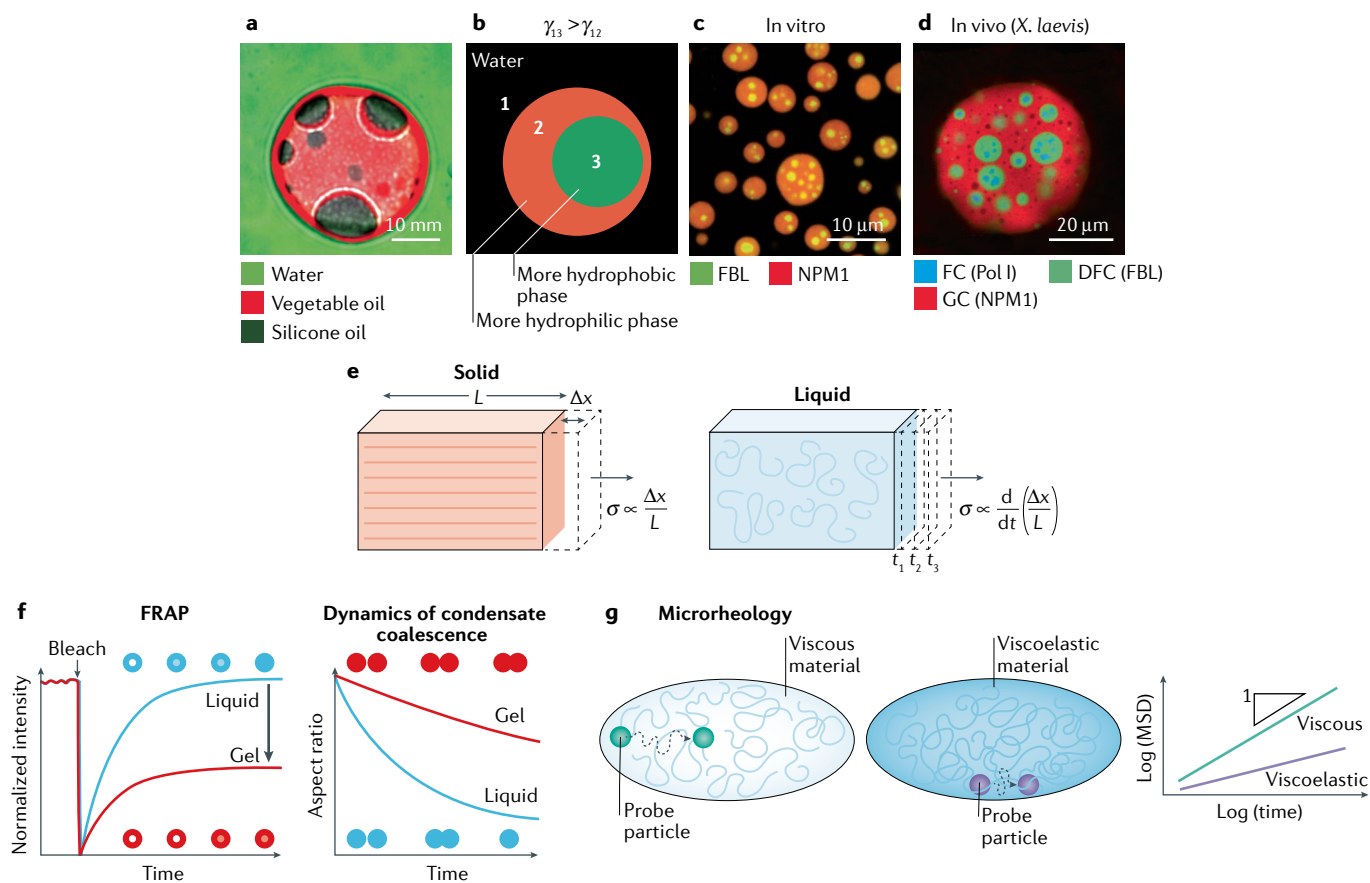 a
b
γ13 > γ12
c In vitro
d In vivo (X. laevis)
Water
1
2
3
10 mm
10 µm
20 µm
Water
Vegetable oil
Silicone oil
More hydrophobic
phase
More hydrophilic phase
FBL
NPM1
FC (Pol I)
DFC (FBL)
GC (NPM1)
e
Solid
L
Δx
σ ∝ Δx/L
Liquid
σ ∝ d/dt (Δx/L)
t1 t2 t3
f
FRAP
Bleach
Liquid
Gel
Normalized intensity
Time
Dynamics of condensate
coalescence
Gel
Liquid
Aspect ratio
Time
g Microrheology
Viscous
material
Probe
particle
Viscoelastic
material
Probe
particle
1
Viscous
Viscoelastic
Log (MSD)
Log (time)